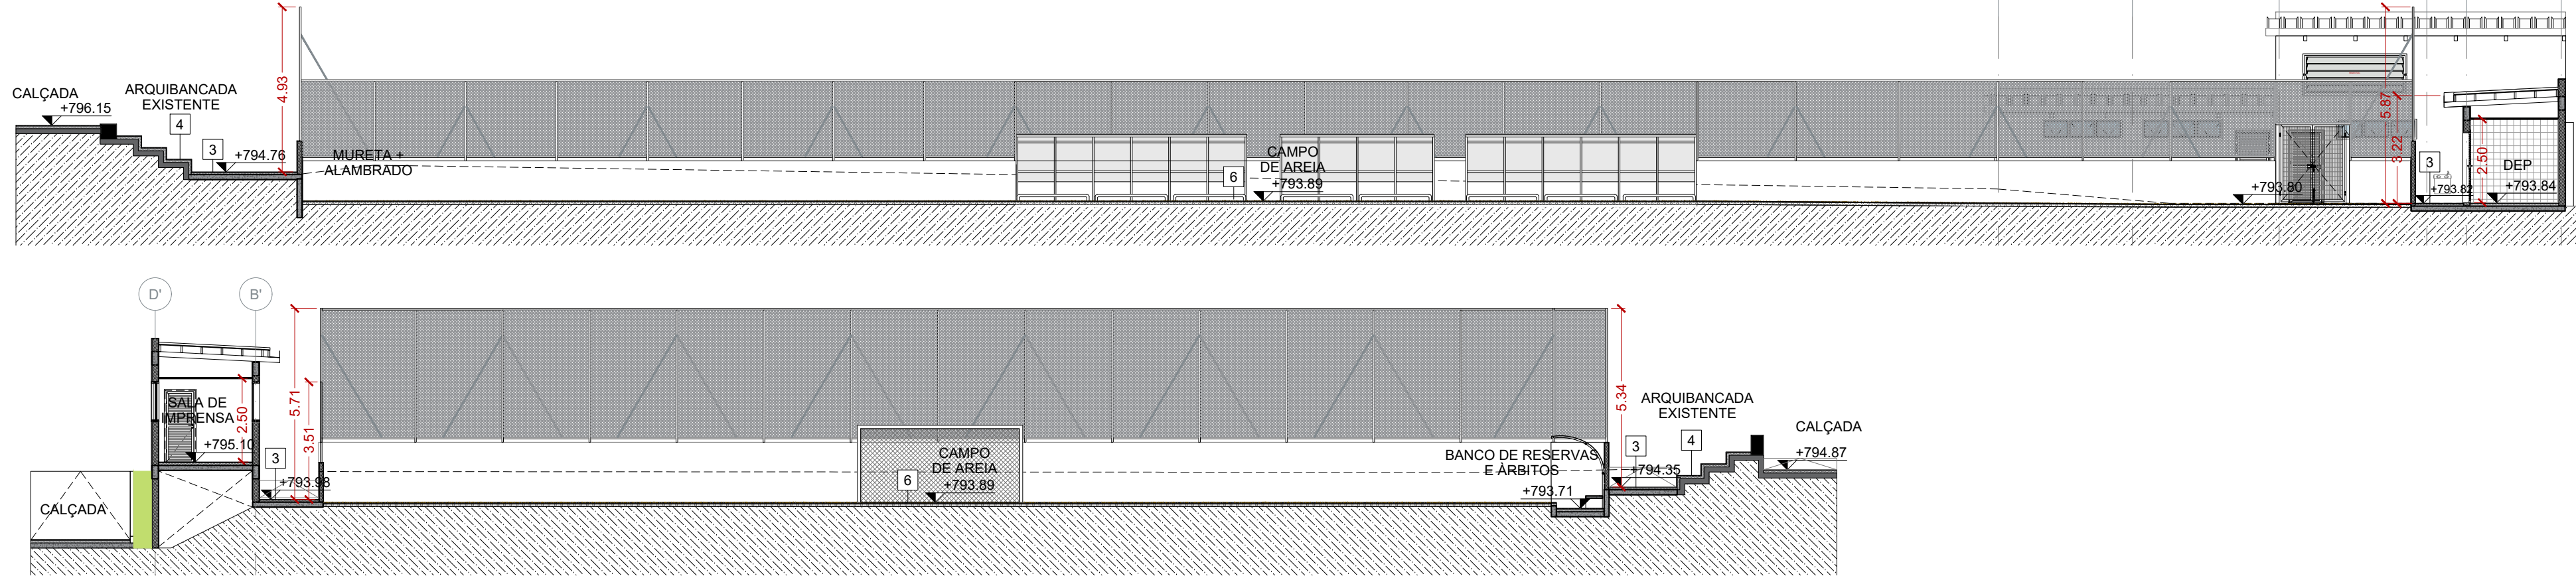 4.93
CALÇADA
+796.15
ARQUIBANCADA
EXISTENTE
4
3
+794.76
MURETA +
ALAMBRADO
CAMPO
DE AREIA
6
+793.89
+793.80
5.87
3.22
3
+793.82
2.50
DEP
+793.84
D'
B'
SALA DE
IMPRENSA
2.50
+795.10
5.71
3.51
3
+793.98
CALÇADA
CAMPO
DE AREIA
6
+793.89
BANCO DE RESERVAS
E ÀRBITOS
+793.71
5.34
ARQUIBANCADA
EXISTENTE
3
4
+794.35
CALÇADA
+794.87